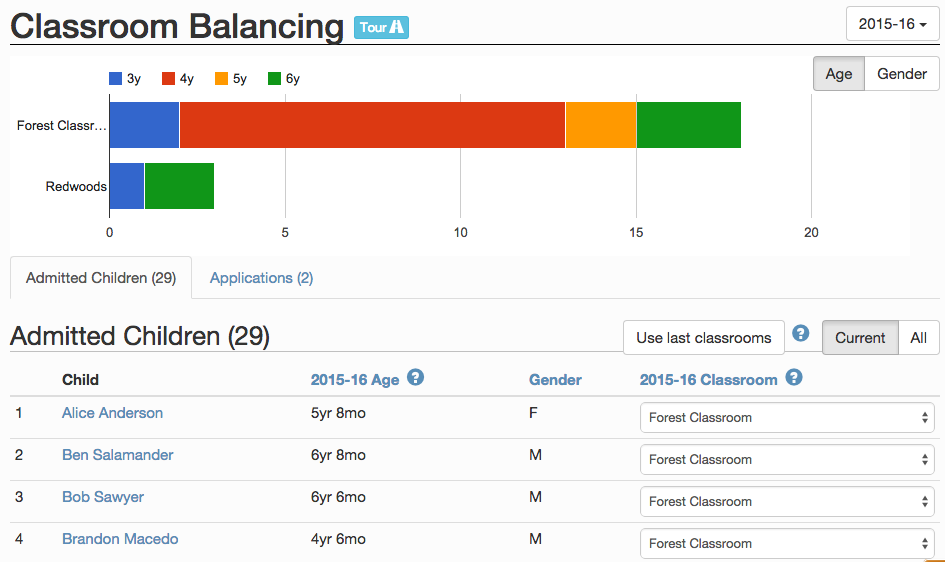 Classroom Balancing Tour 2015-16
3y 4y 5y 6y Age Gender
Forest Classr...
Redwoods
0 5 10 15 20
Admitted Children (29) Applications (2)
Admitted Children (29) Use last classrooms ? Current All
Child 2015-16 Age ? Gender 2015-16 Classroom ?
1 Alice Anderson 5yr 8mo F Forest Classroom
2 Ben Salamander 6yr 8mo M Forest Classroom
3 Bob Sawyer 6yr 6mo M Forest Classroom
4 Brandon Macedo 4yr 6mo M Forest Classroom